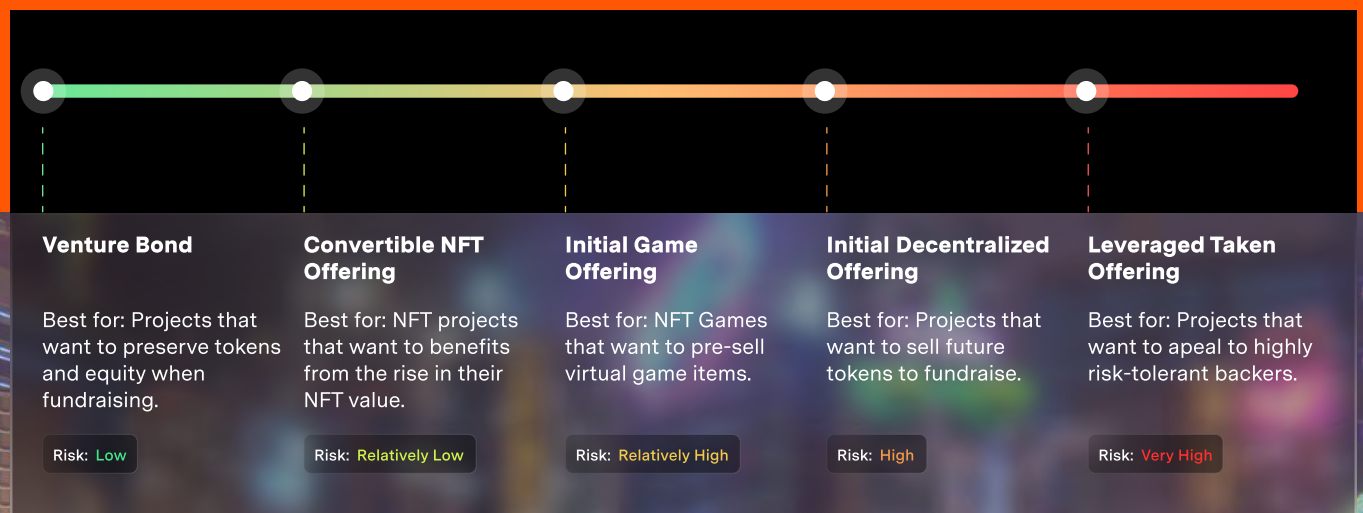 Venture Bond
Best for: Projects that
want to preserve tokens
and equity when
fundraising.
Risk: Low
Convertible NFT
Offering
Best for: NFT projects
that want to benefits
from the rise in their
NFT value.
Risk: Relatively Low
Initial Game
Offering
Best for: NFT Games
that want to pre-sell
virtual game items.
Risk: Relatively High
Initial Decentralized
Offering
Best for: Projects that
want to sell future
tokens to fundraise.
Risk: High
Leveraged Taken
Offering
Best for: Projects that
want to apeal to highly
risk-tolerant backers.
Risk: Very High